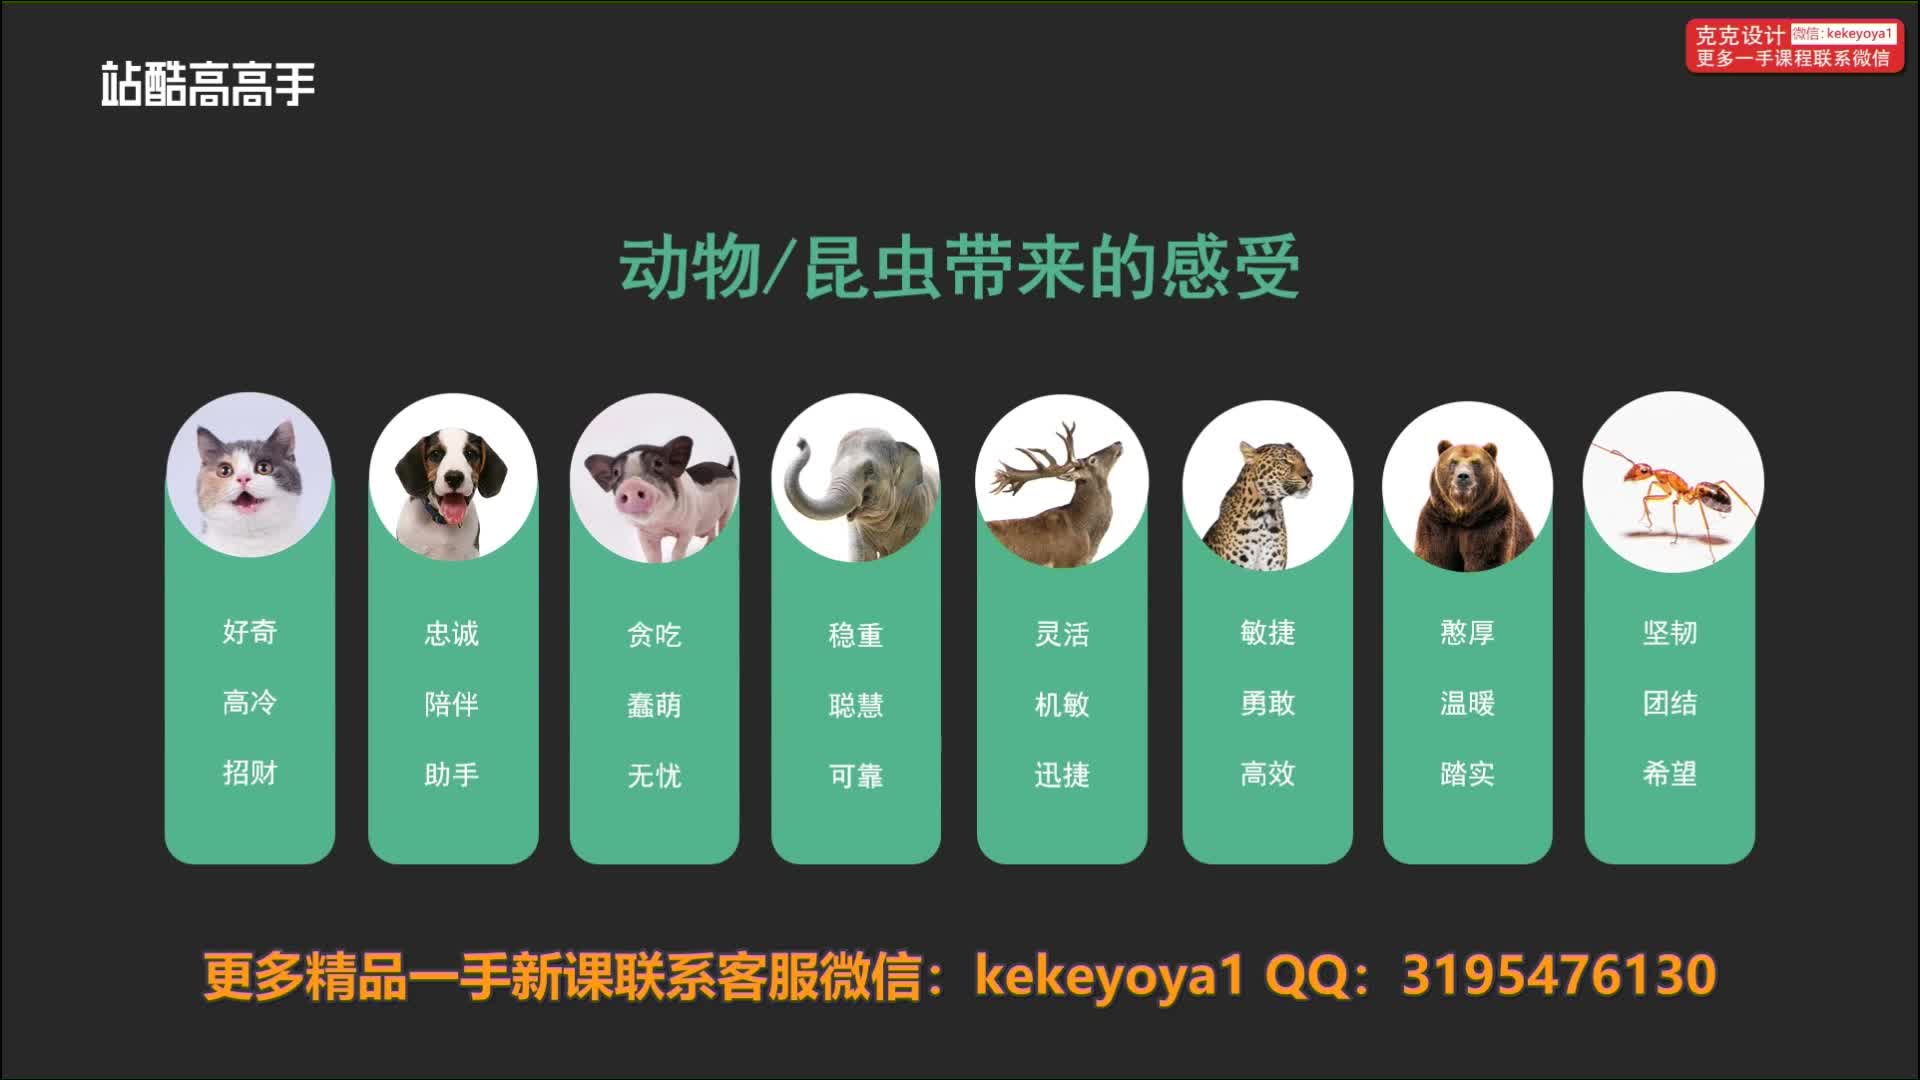 站酷高高手
克克设计 微信：kekeyoya1
更多一手课程联系微信
动物/昆虫带来的感受
好奇
高冷
招财
忠诚
陪伴
助手
贪吃
蠢萌
无忧
稳重
聪慧
可靠
灵活
机敏
迅捷
敏捷
勇敢
高效
憨厚
温暖
踏实
坚韧
团结
希望
更多精品一手新课联系客服微信：kekeyoya1 QQ：3195476130